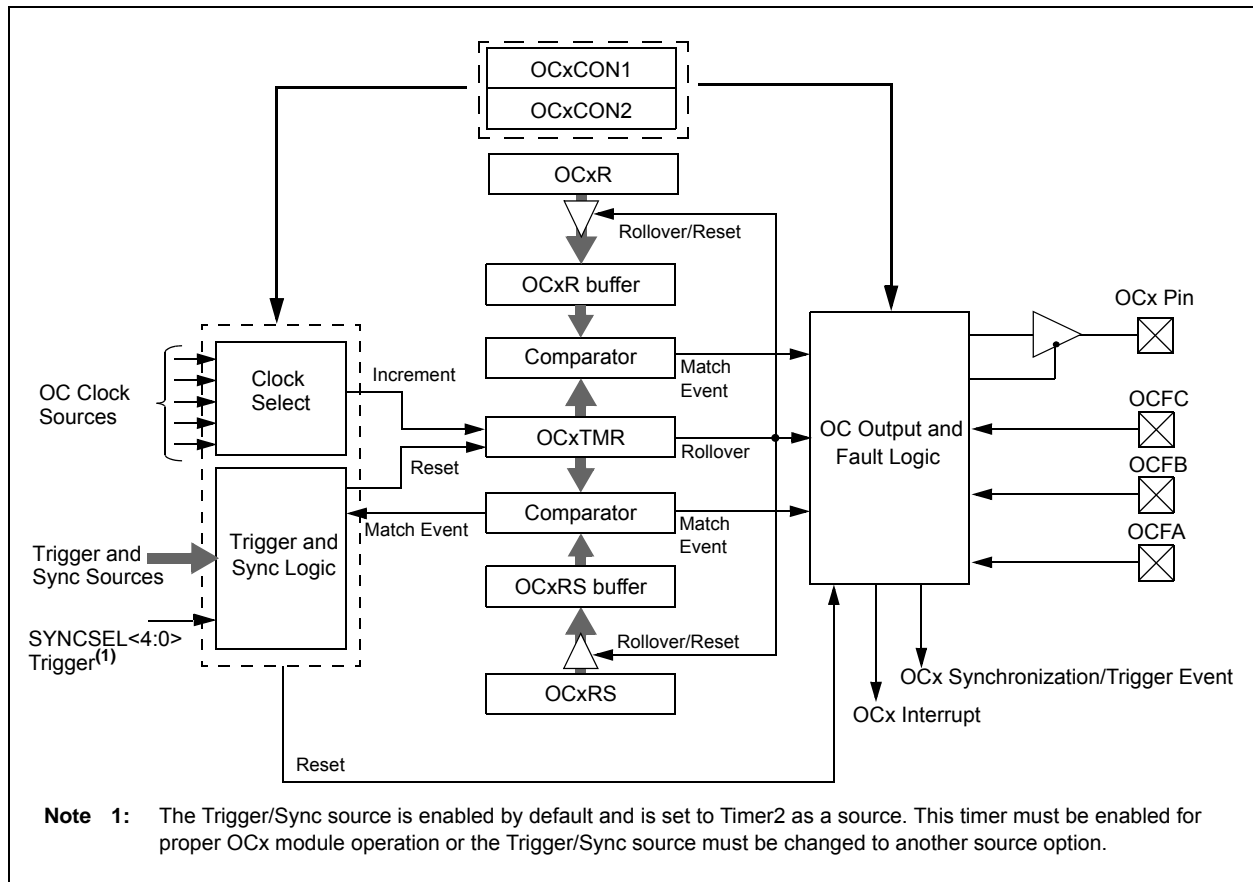 OCxCON1
OCxCON2
OCxR
Rollover/Reset
OCxR buffer
OCx Pin
Comparator
Match
Event
Clock
Select
Increment
OC Clock
Sources
OCFC
OCxTMR
Rollover
OC Output and
Fault Logic
Reset
OCFB
Comparator
Match Event
Match
Event
Trigger and
Sync Logic
OCFA
Trigger and
Sync Sources
OCxRS buffer
SYNCSEL<4:0>
Trigger(1)
Rollover/Reset
OCx Synchronization/Trigger Event
OCxRS
OCx Interrupt
Reset
Note 1: The Trigger/Sync source is enabled by default and is set to Timer2 as a source. This timer must be enabled for
proper OCx module operation or the Trigger/Sync source must be changed to another source option.